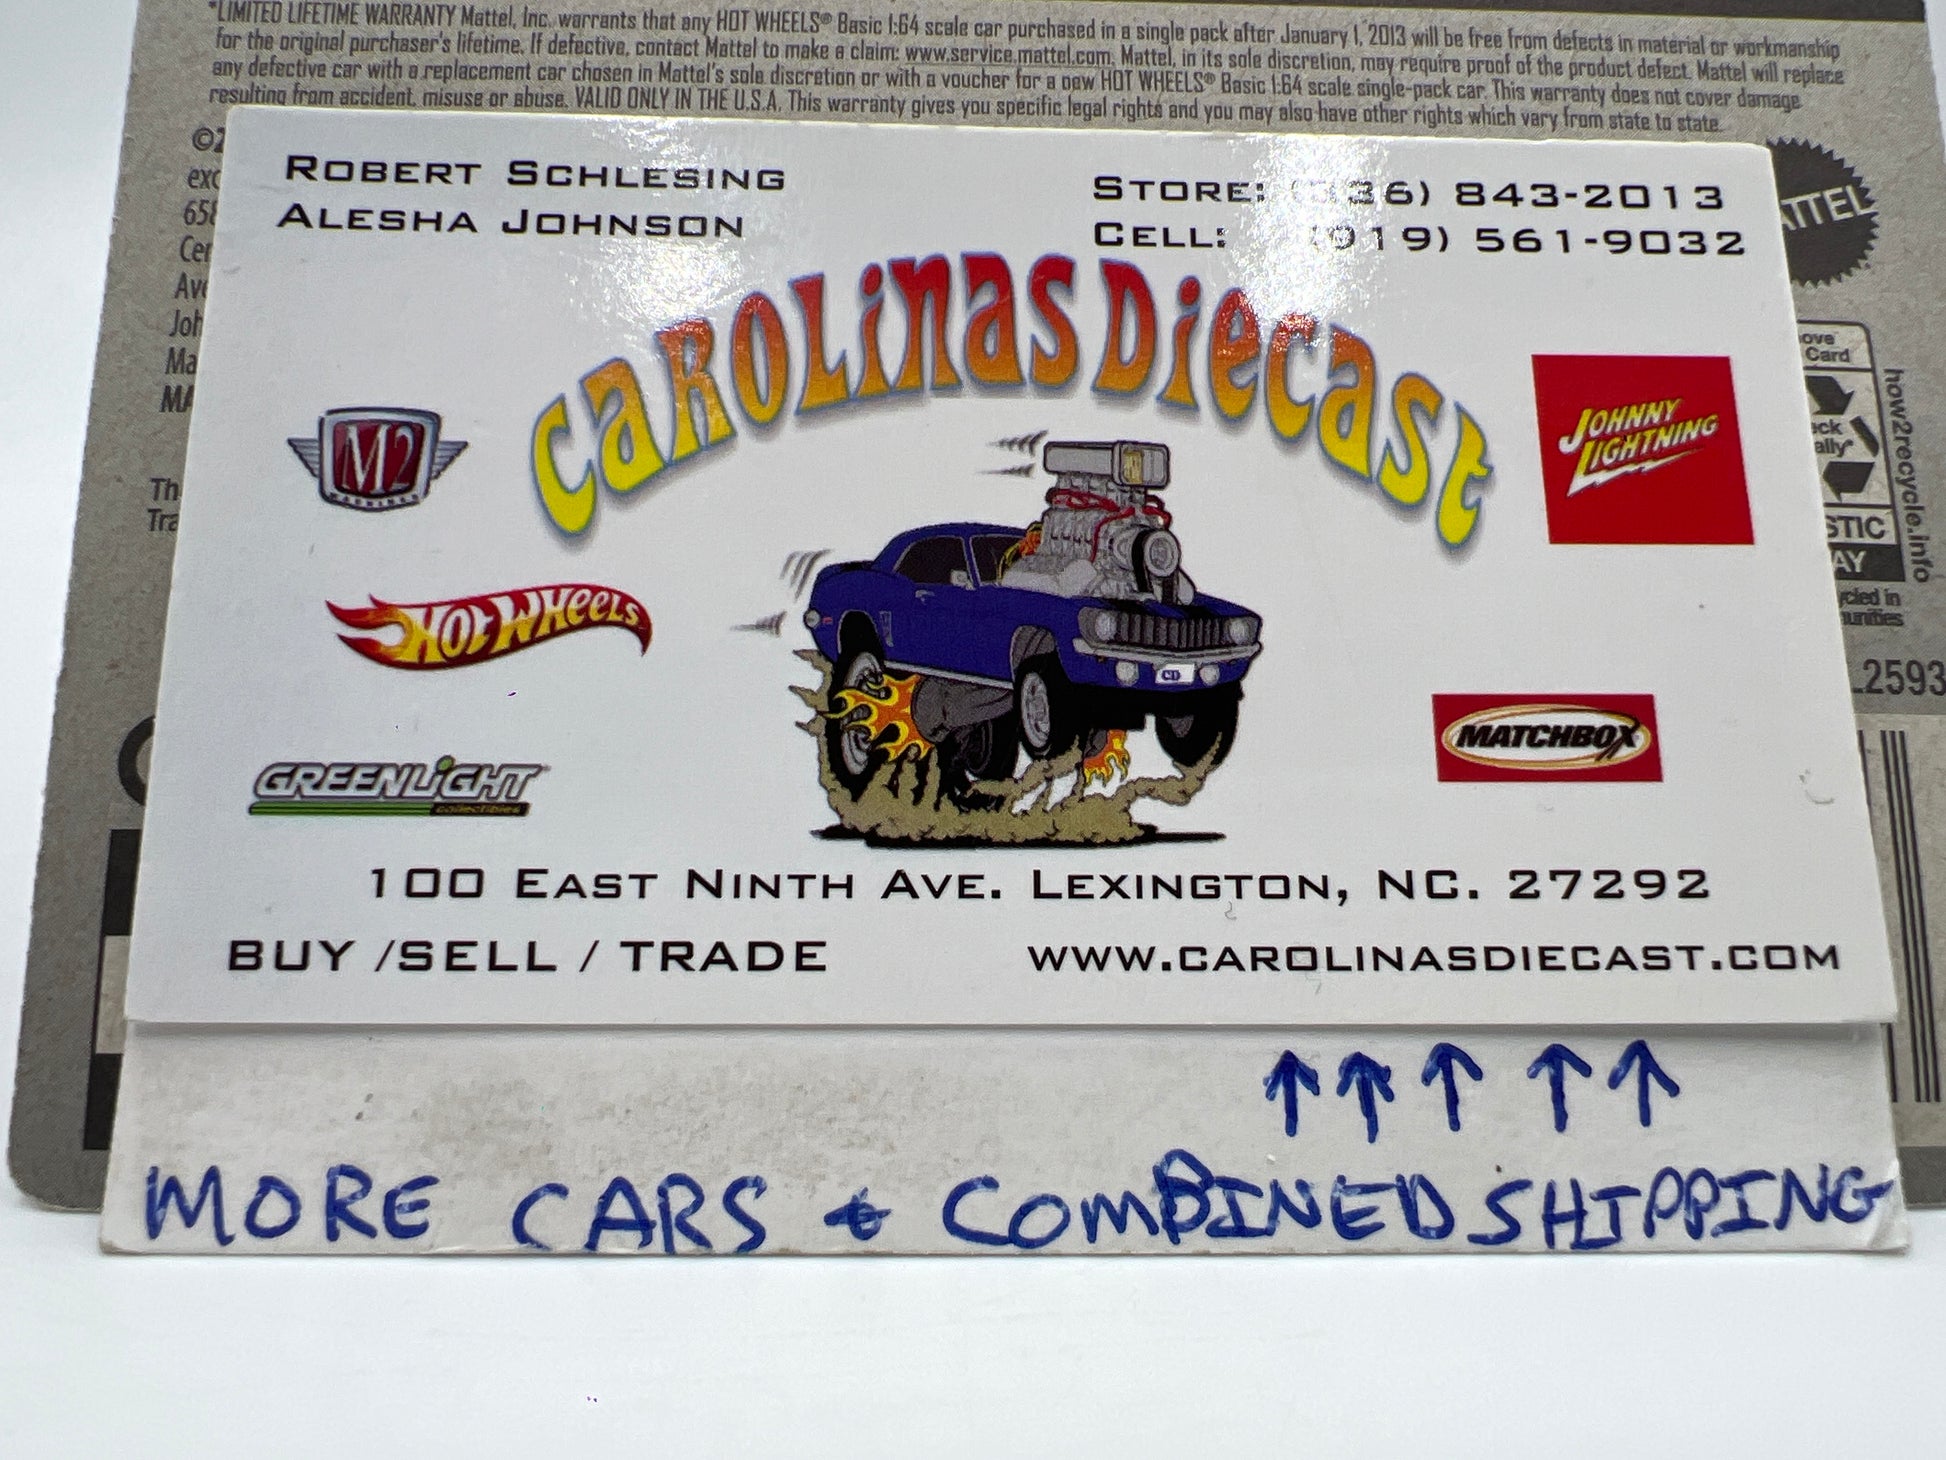 *LIMITED LIFETIME WARRANTY Mattel, Inc. warrants that any HOT WHEELS® Basic 1:64 scale car purchased in a single pack after January 1, 2013 will be free from defects in material or workmanship
for the original purchaser's lifetime. If defective, contact Mattel to make a claim: www.service.mattel.com. Mattel, in its sole discretion, may require proof of the product defect. Mattel will replace
any defective car with a replacement car chosen in Mattel's sole discretion or with a voucher for a new HOT WHEELS® Basic 1:64 scale single-pack car. This warranty does not cover damage
resulting from accident, misuse or abuse. VALID ONLY IN THE U.S.A. This warranty gives you specific legal rights and you may also have other rights which vary from state to state.
ROBERT SCHLESING
ALESHA JOHNSON
STORE: 843-2013
CELL: (919) 561-9032
CAROLINAS DIECAST
M2
MACHINES
JOHNNY
LIGHTNING
HOT WHEELS
CD
MATCHBOX
GREENLIGHT
collectibles
100 EAST NINTH AVE. LEXINGTON, NC. 27292
BUY /SELL / TRADE
WWW.CAROLINASDIECAST.COM
Card
how2recycle.info
MORE CARS & COMBINED SHIPPING